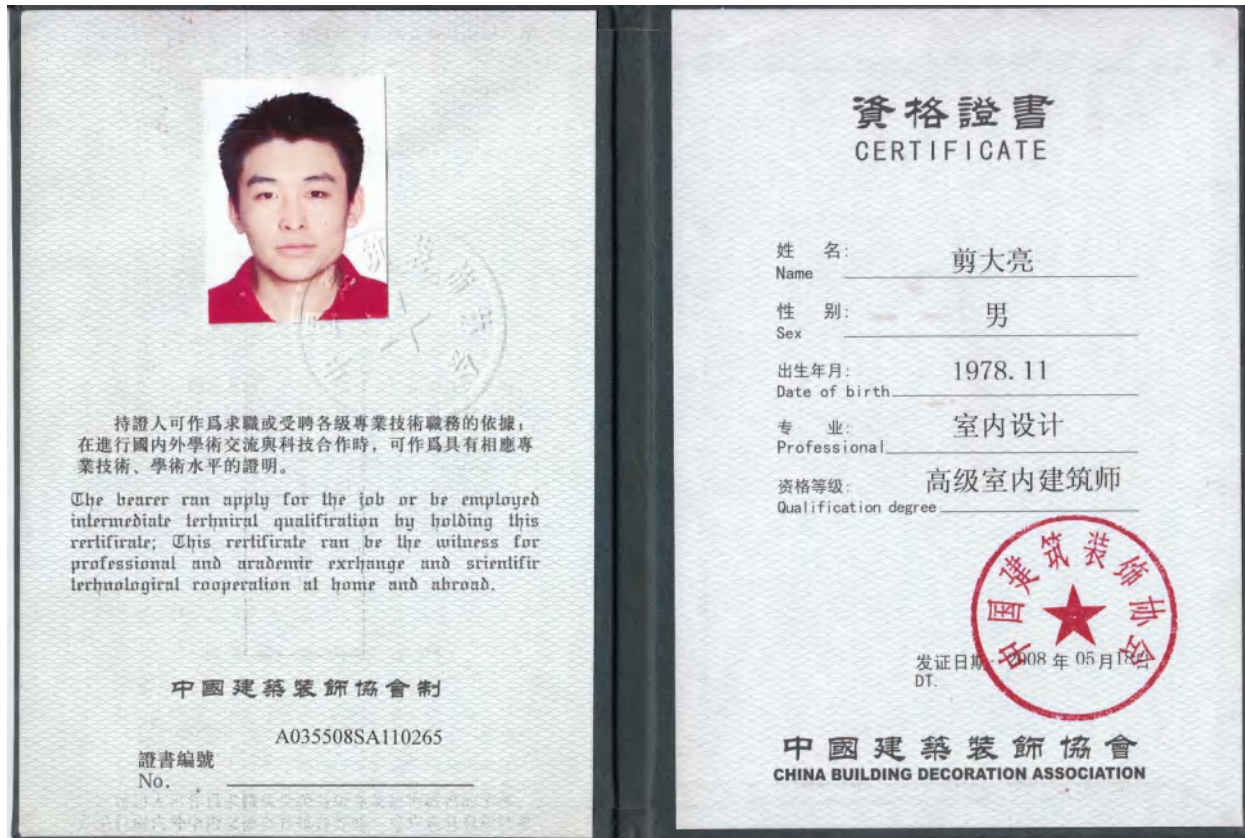 持證人可作爲求職或受聘各級專業技術職務的依據；
在進行國内外學術交流與科技合作時，可作爲具有相應專
業技術、學術水平的證明。
The bearer can apply for the job or be employed
intermediate technical qualification by holding this
certificate; This certificate can be the witness for
professional and academic exchange and scientific
technological cooperation at home and abroad.
中國建築裝飾協會制
A035508SA110265
證書編號
No.
資格證書
CERTIFICATE
姓 名: 剪大亮
Name
性 别: 男
Sex
出生年月: 1978.11
Date of birth
专 业: 室内设计
Professional
资格等级: 高级室内建筑师
Qualification degree
中国建筑装饰协会
发证日期: 2008 年 05 月 18 日
DT.
中國建築裝飾協會
CHINA BUILDING DECORATION ASSOCIATION